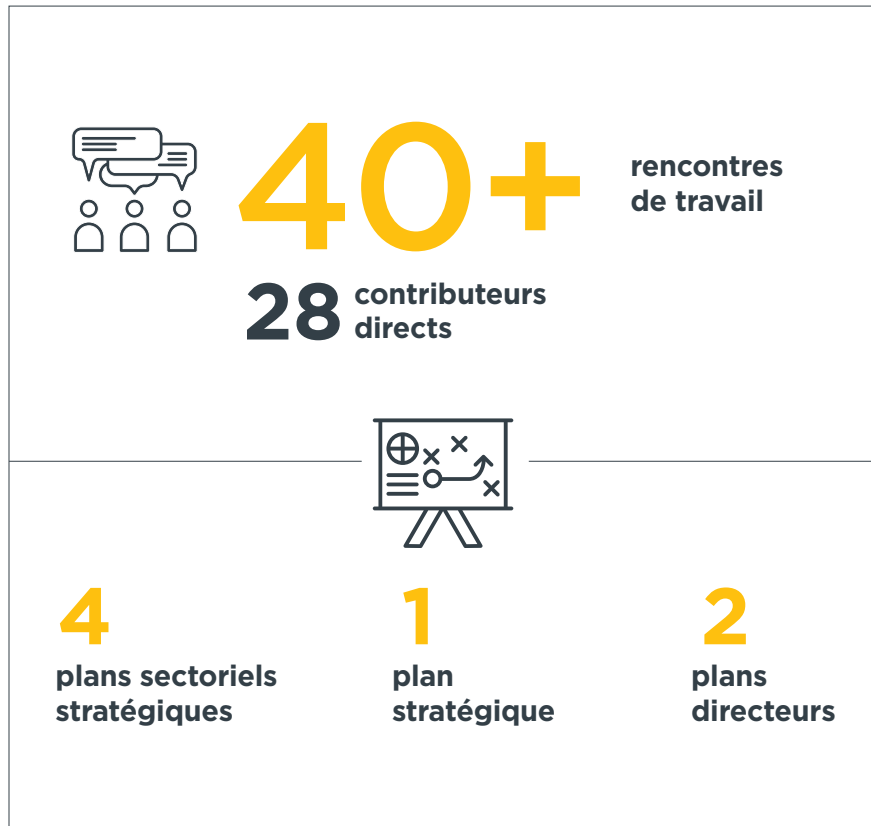 40+
rencontres
de travail
28
contributeurs
directs
4
plans sectoriels
stratégiques
1
plan
stratégique
2
plans
directeurs